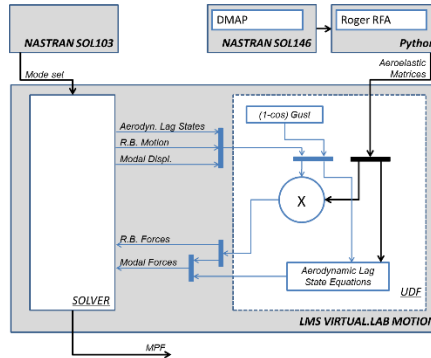 DMAP
Roger RFA
NASTRAN SOL103
NASTRAN SOL146
Python
Mode set
Aeroelastic
Matrices
Aerodyn. Lag States
R.B. Motion
Modal Displ.
(1-cos) Gust
X
R.B. Forces
Modal Forces
Aerodynamic Lag
State Equations
SOLVER
UDF
LMS VIRTUAL.LAB MOTION
MPF